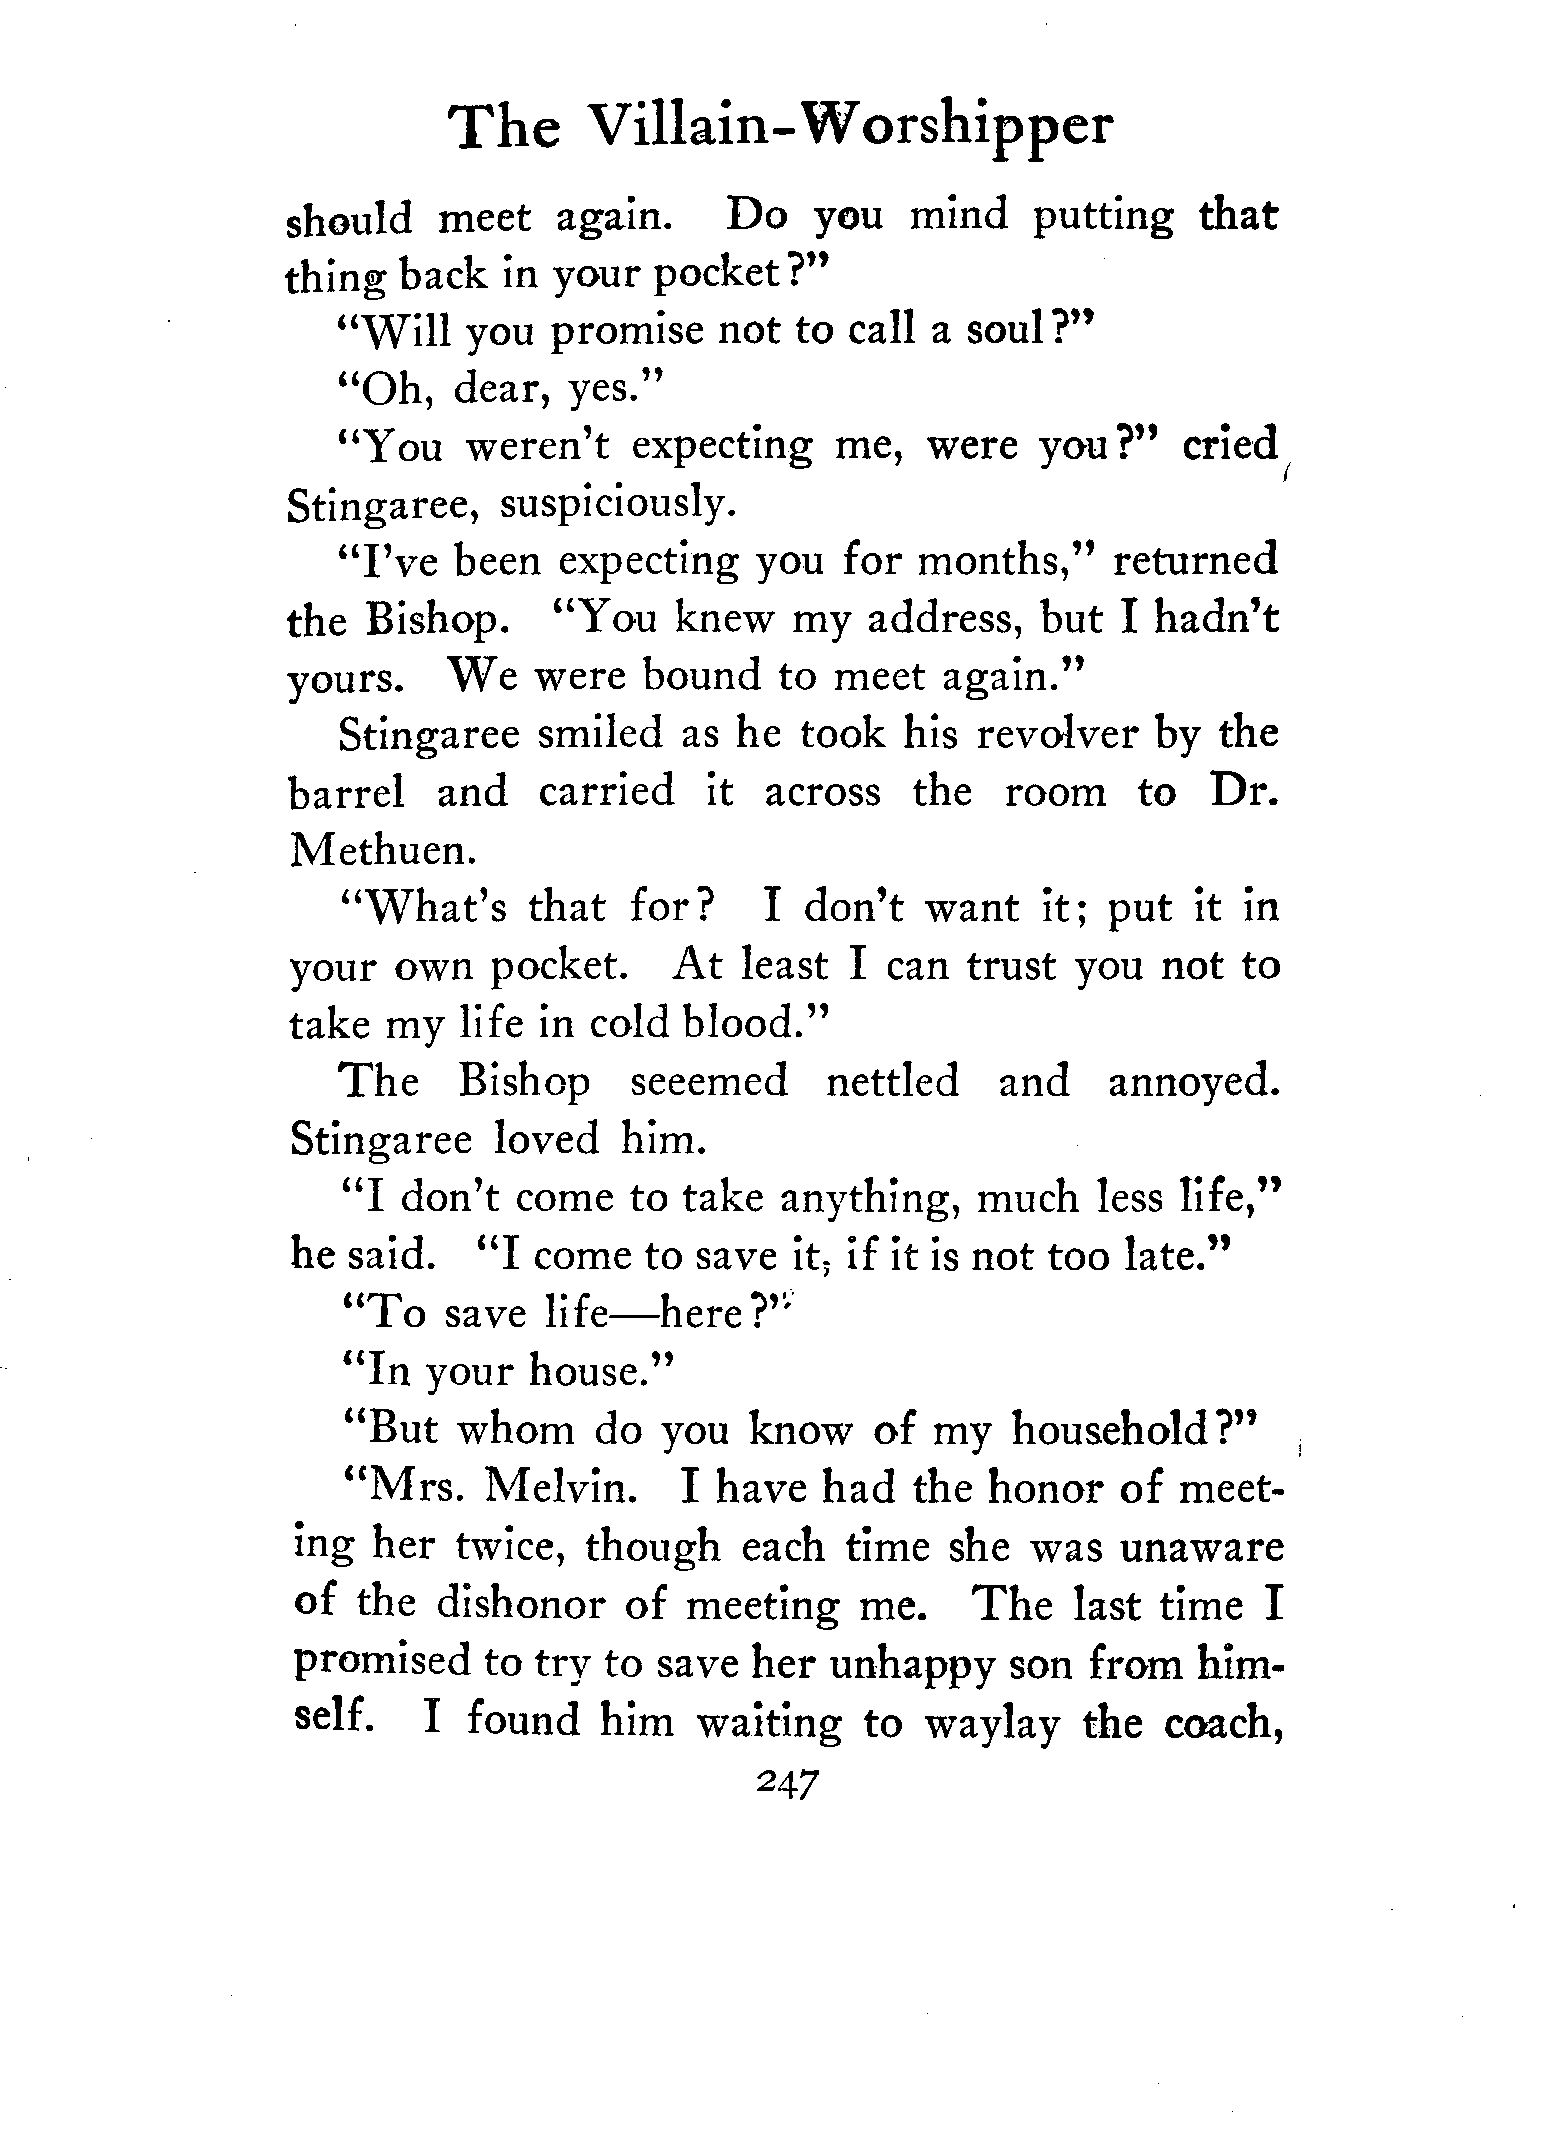 The Villain-Worshipper
should meet again. Do you mind putting that
thing back in your pocket?"
"Will you promise not to call a soul?"
"Oh, dear, yes."
"You weren't expecting me, were you?" cried
Stingaree, suspiciously.
"I've been expecting you for months," returned
the Bishop. "You knew my address, but I hadn't
yours. We were bound to meet again."
Stingaree smiled as he took his revolver by the
barrel and carried it across the room to Dr.
Methuen.
"What's that for? I don't want it; put it in
your own pocket. At least I can trust you not to
take my life in cold blood."
The Bishop seeemed nettled and annoyed.
Stingaree loved him.
"I don't come to take anything, much less life,"
he said. "I come to save it, if it is not too late."
"To save life—here?"
"In your house."
"But whom do you know of my household?"
"Mrs. Melvin. I have had the honor of meet-
ing her twice, though each time she was unaware
of the dishonor of meeting me. The last time I
promised to try to save her unhappy son from him-
self. I found him waiting to waylay the coach,
247